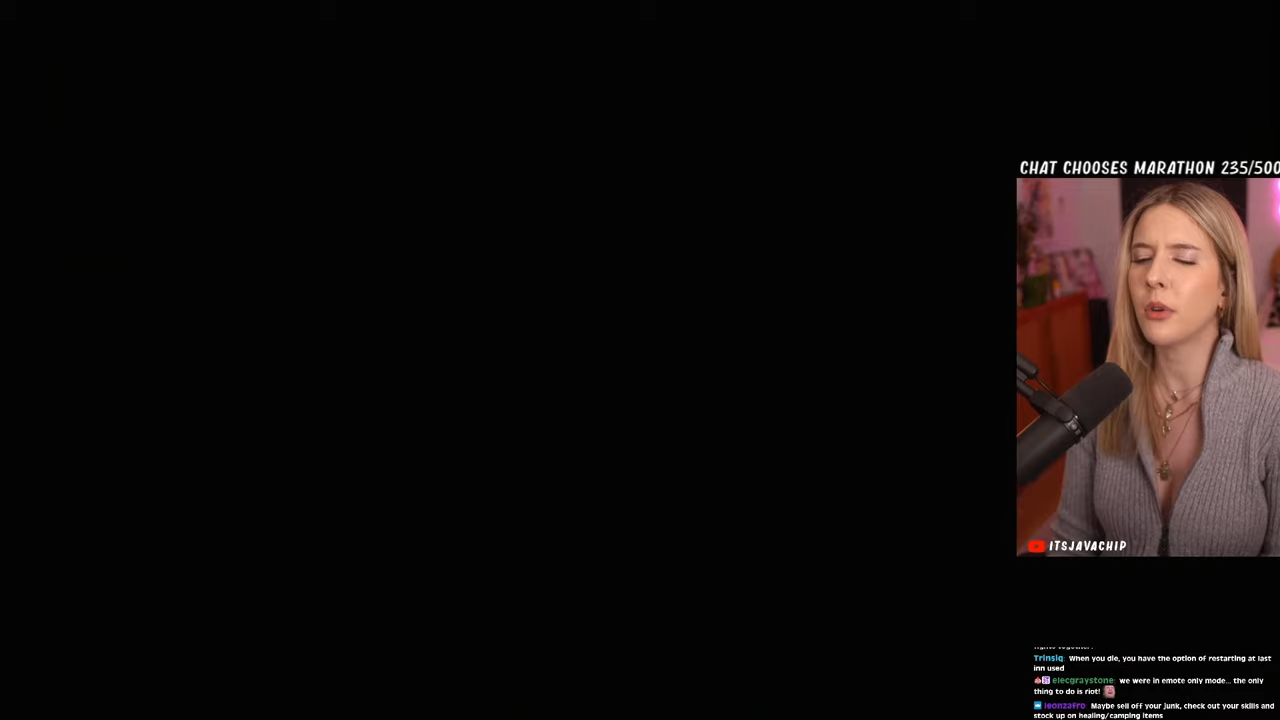 CHAT CHOOSES MARATHON 235/500
ITSJAVACHIP
Trinsiq: When you die, you have the option of restarting at last
inn used
elecgraystone: we were in emote only mode... the only
thing to do is riot!
leonzafro: Maybe sell off your junk, check out your skills and
stock up on healing/camping items